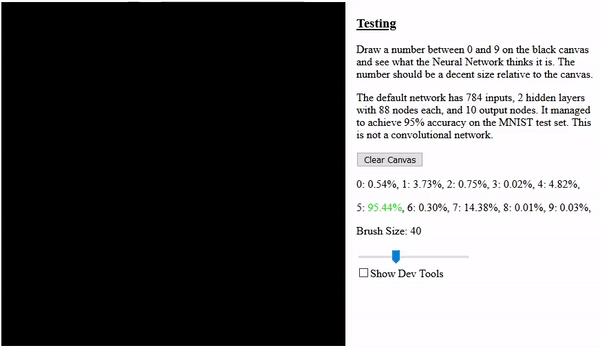 Testing
Draw a number between 0 and 9 on the black canvas
and see what the Neural Network thinks it is. The
number should be a decent size relative to the canvas.
The default network has 784 inputs, 2 hidden layers
with 88 nodes each, and 10 output nodes. It managed
to achieve 95% accuracy on the MNIST test set. This
is not a convolutional network.
Clear Canvas
0: 0.54%, 1: 3.73%, 2: 0.75%, 3: 0.02%, 4: 4.82%,
5: 95.44%, 6: 0.30%, 7: 14.38%, 8: 0.01%, 9: 0.03%,
Brush Size: 40
Show Dev Tools